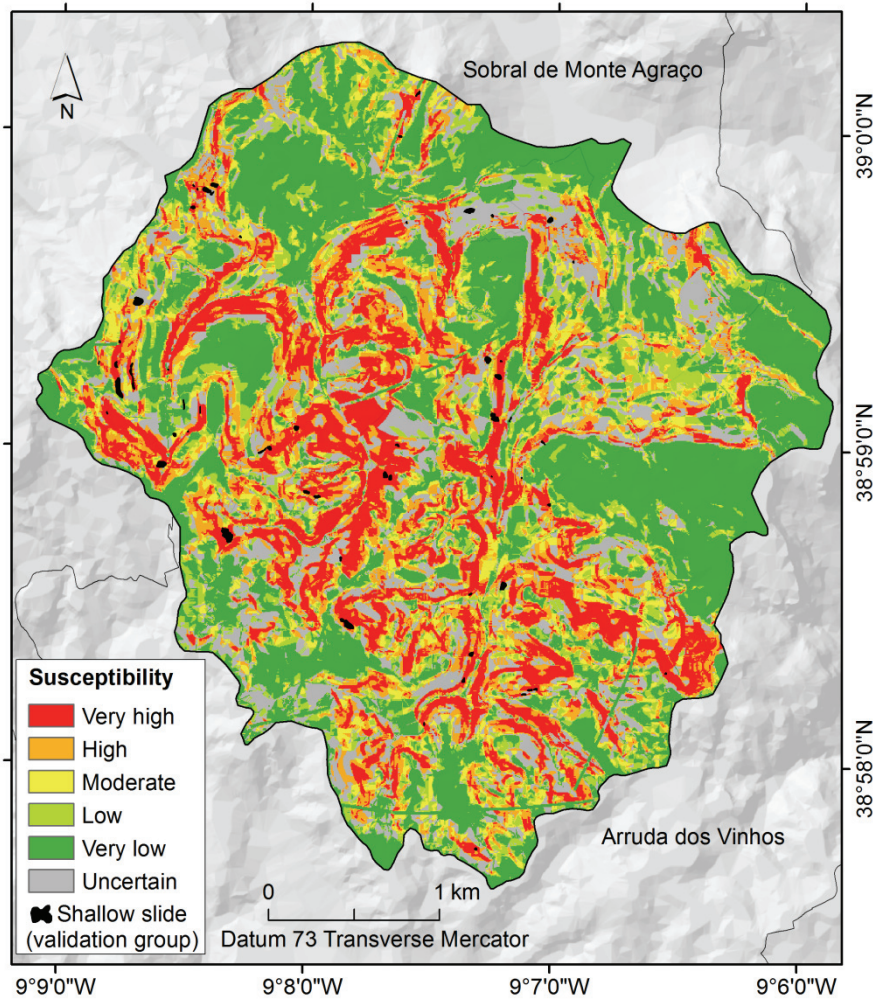 Sobral de Monte Agraço
N
39°0'0"N
38°59'0"N
38°58'0"N
Susceptibility
Very high
High
Moderate
Low
Very low
Uncertain
Shallow slide
(validation group)
0 1 km
Datum 73 Transverse Mercator
Arruda dos Vinhos
9°9'0"W 9°8'0"W 9°7'0"W 9°6'0"W